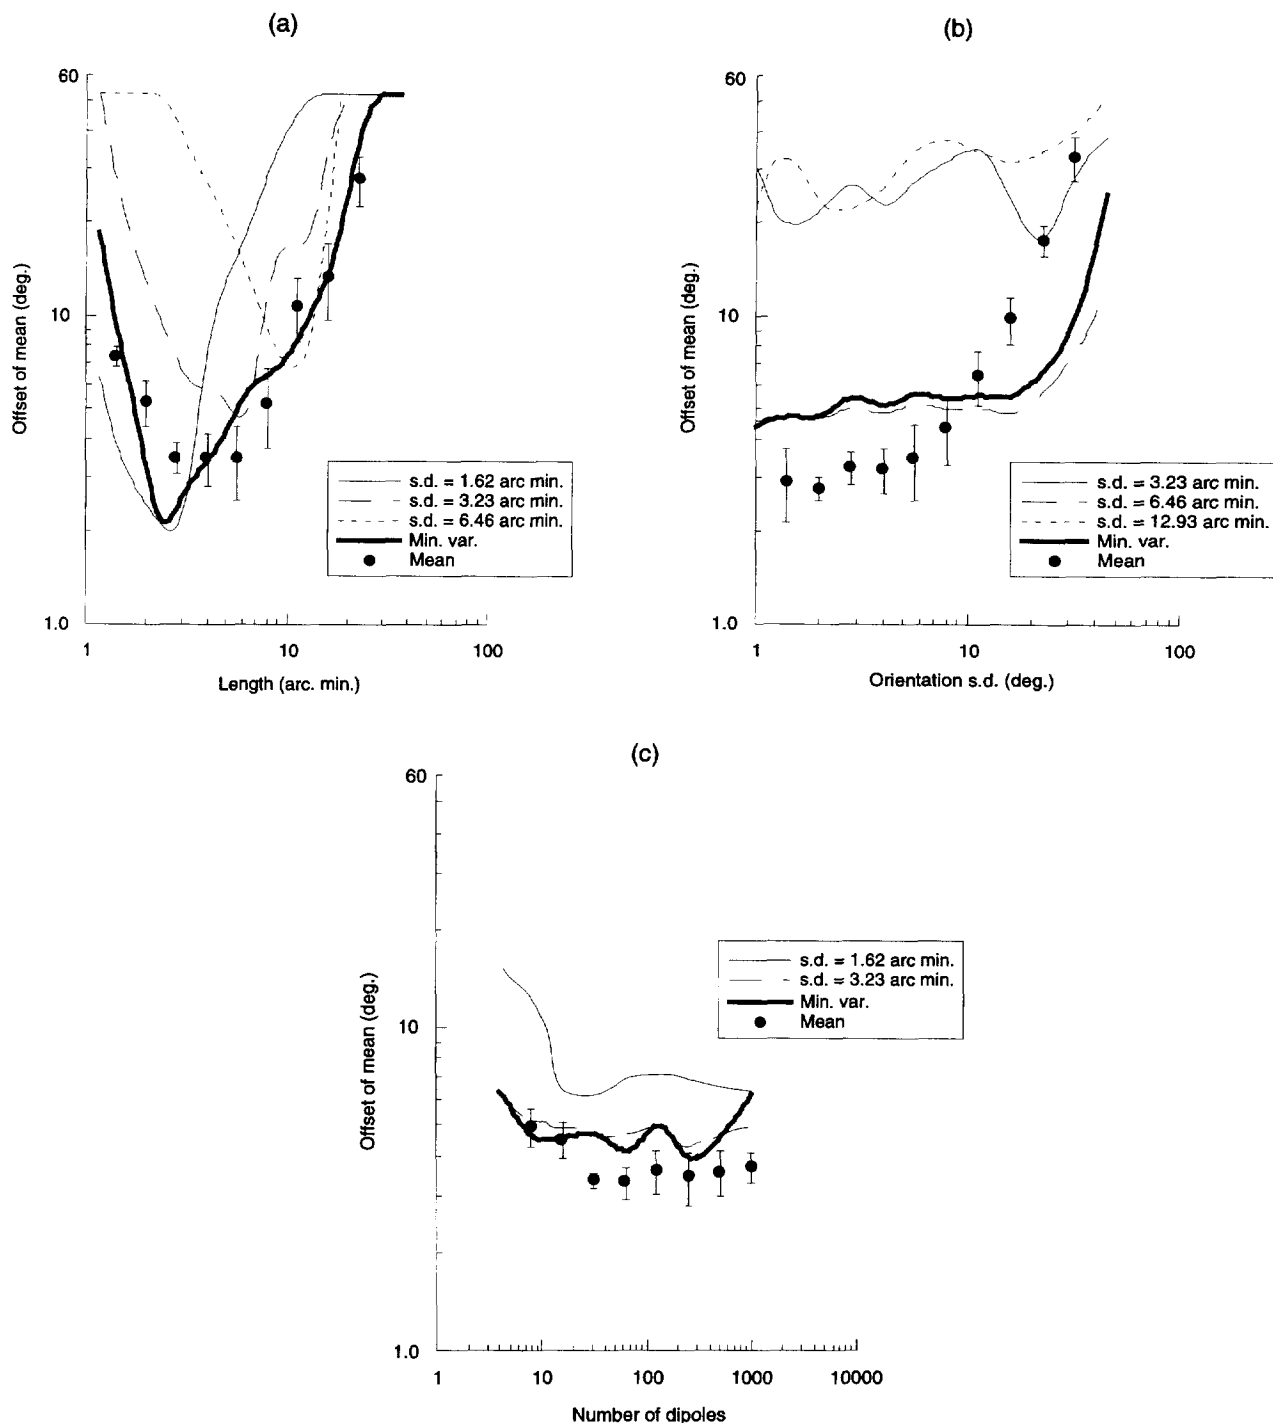 (a)
60
10
1.0
Offset of mean (deg.)
1 10 100
Length (arc. min.)
s.d. = 1.62 arc min.
s.d. = 3.23 arc min.
s.d. = 6.46 arc min.
Min. var.
Mean
(b)
60
10
1.0
Offset of mean (deg.)
1 10 100
Orientation s.d. (deg.)
s.d. = 3.23 arc min.
s.d. = 6.46 arc min.
s.d. = 12.93 arc min.
Min. var.
Mean
(c)
60
10
1.0
Offset of mean (deg.)
1 10 100 1000 10000
Number of dipoles
s.d. = 1.62 arc min.
s.d. = 3.23 arc min.
Min. var.
Mean